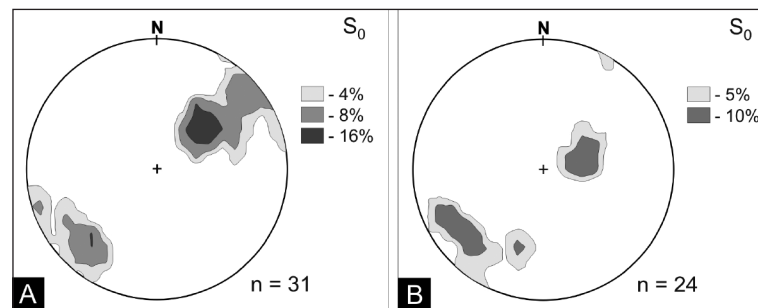 N
S₀
- 4%
- 8%
- 16%
A
n = 31
N
S₀
- 5%
- 10%
B
n = 24